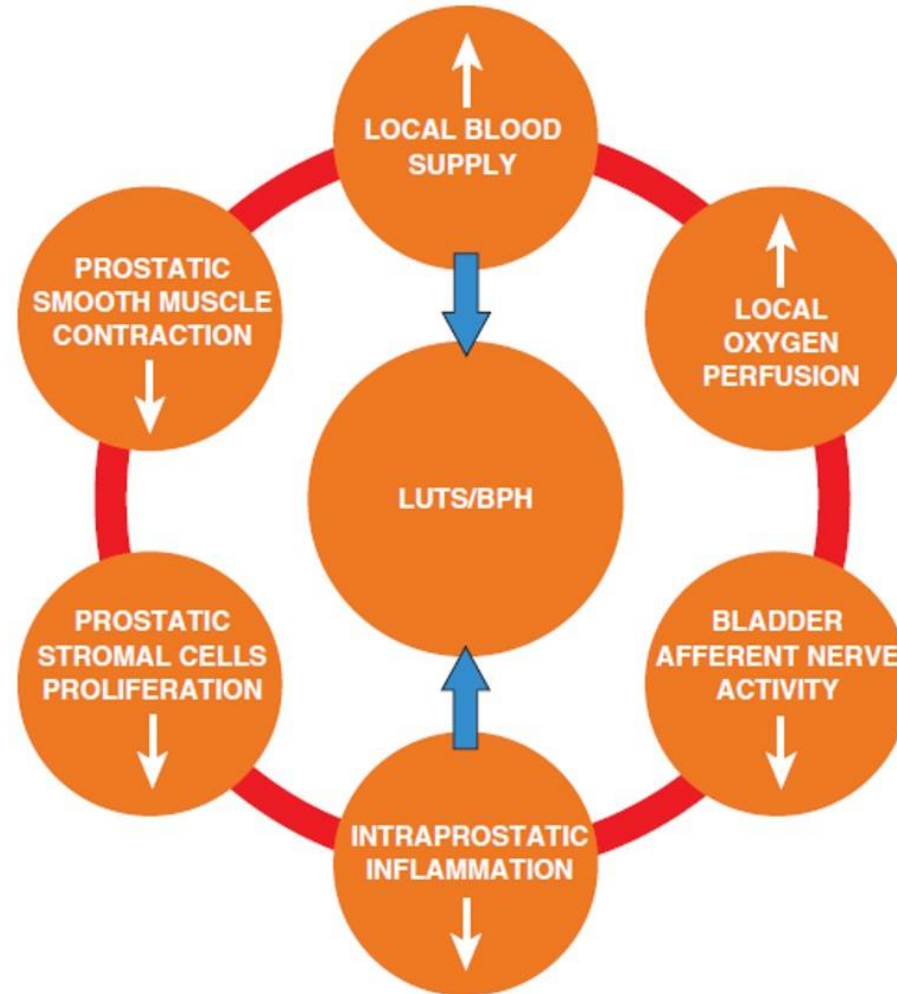 LOCAL BLOOD
SUPPLY
LOCAL
OXYGEN
PERFUSION
BLADDER
AFFERENT NERVE
ACTIVITY
INTRAPROSTATIC
INFLAMMATION
PROSTATIC
STROMAL CELLS
PROLIFERATION
PROSTATIC
SMOOTH MUSCLE
CONTRACTION
LUTS/BPH